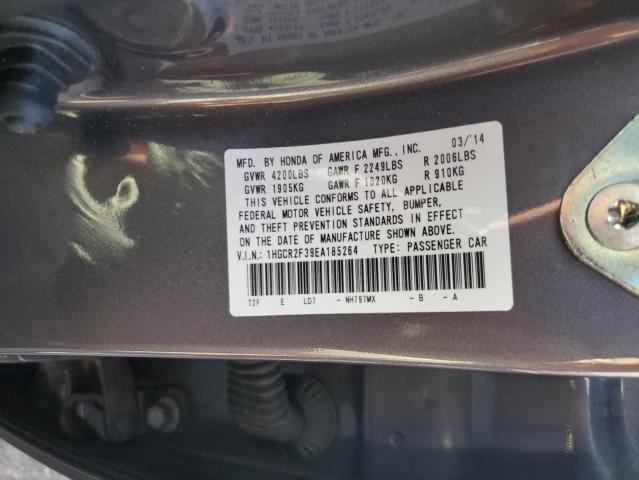 MFD. BY HONDA OF AMERICA MFG., INC. 03/'14
GVWR 4200LBS GAWR F 2249LBS R 2006LBS
GVWR 1905KG GAWR F 1020KG R 910KG
THIS VEHICLE CONFORMS TO ALL APPLICABLE
FEDERAL MOTOR VEHICLE SAFETY, BUMPER,
AND THEFT PREVENTION STANDARDS IN EFFECT
ON THE DATE OF MANUFACTURE SHOWN ABOVE.
V.I.N.: 1HGCR2F39EA185264 TYPE: PASSENGER CAR
T2F E LD7 - NH797MX - B - A